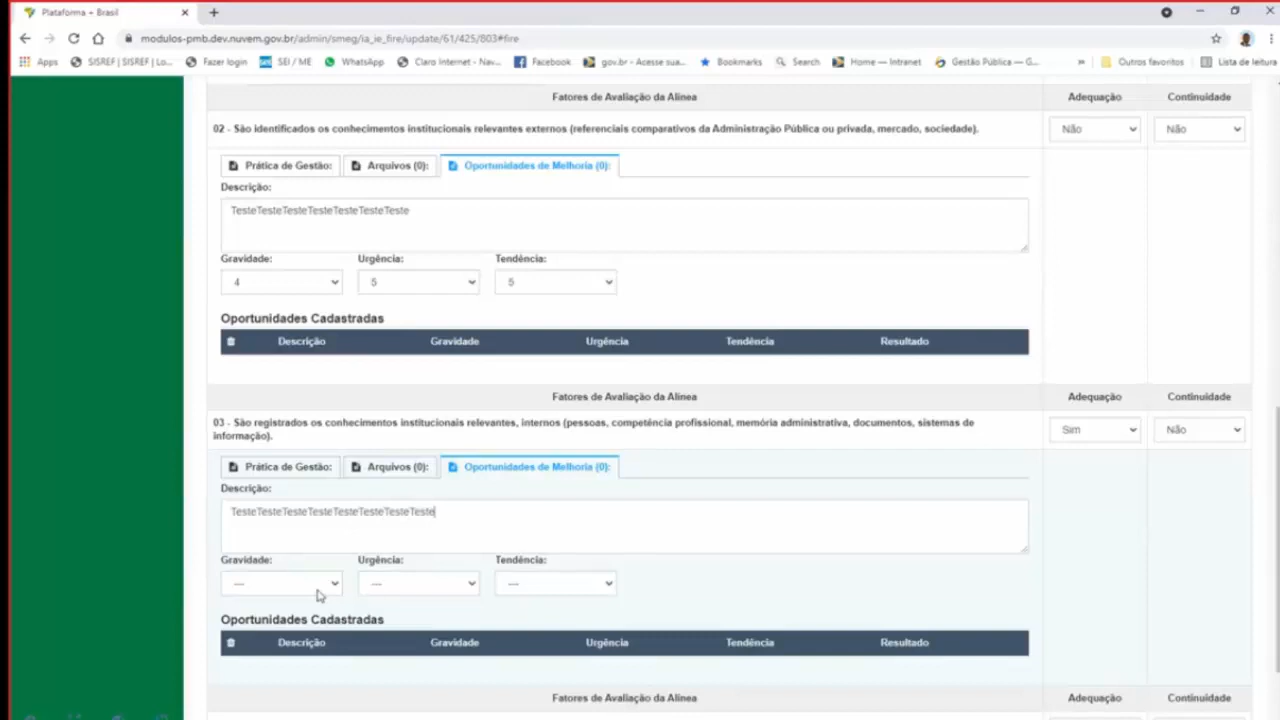 Plataforma + Brasil
modulos-pmb.dev.nuvem.gov.br/admin/smeg/ia_ie_fire/update/61/425/803#fire
Apps SISREF | SISREF | Lo... Fazer login SEI / ME WhatsApp Claro Internet - Nav... Facebook gov.br - Acesse sua... Bookmarks Search Home — Intranet Gestão Pública — G... » Outros favoritos Lista de leitura
Fatores de Avaliação da Alínea Adequação Continuidade
02 - São identificados os conhecimentos institucionais relevantes externos (referenciais comparativos da Administração Pública ou privada, mercado, sociedade). Não Não
Prática de Gestão: Arquivos (0): Oportunidades de Melhoria (0):
Descrição:
TesteTesteTesteTesteTesteTesteTeste
Gravidade: Urgência: Tendência:
4 5 5
Oportunidades Cadastradas
Descrição Gravidade Urgência Tendência Resultado
Fatores de Avaliação da Alínea Adequação Continuidade
03 - São registrados os conhecimentos institucionais relevantes, internos (pessoas, competência profissional, memória administrativa, documentos, sistemas de
informação). Sim Não
Prática de Gestão: Arquivos (0): Oportunidades de Melhoria (0):
Descrição:
TesteTesteTesteTesteTesteTesteTesteTeste
Gravidade: Urgência: Tendência:
--- --- ---
Oportunidades Cadastradas
Descrição Gravidade Urgência Tendência Resultado
Fatores de Avaliação da Alínea Adequação Continuidade